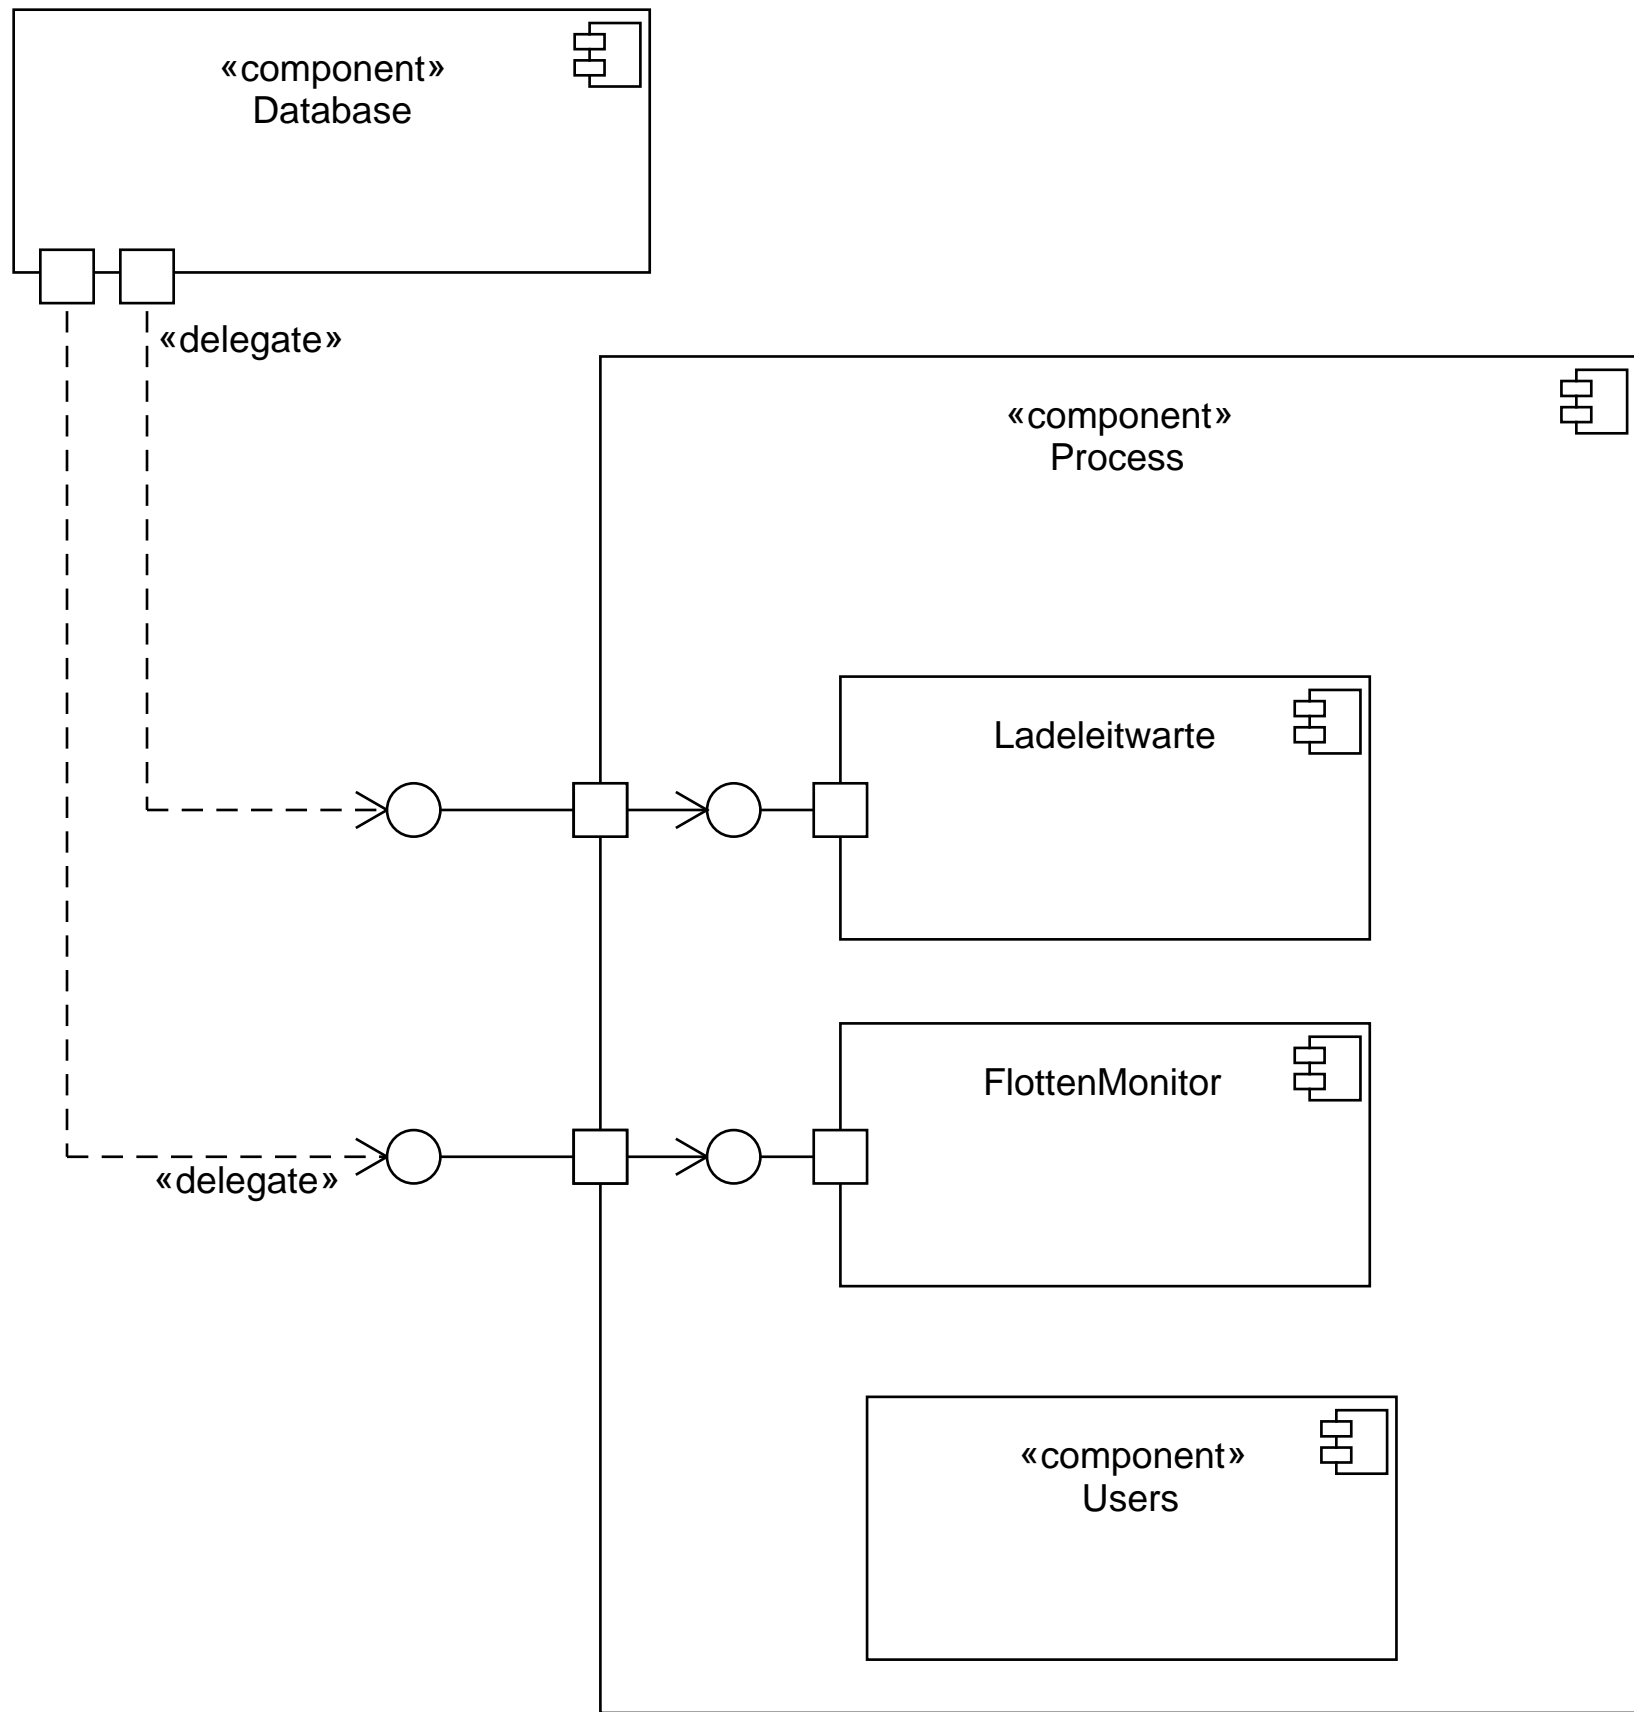 «component»
Database
«delegate»
«component»
Process
Ladeleitwarte
FlottenMonitor
«delegate»
«component»
Users